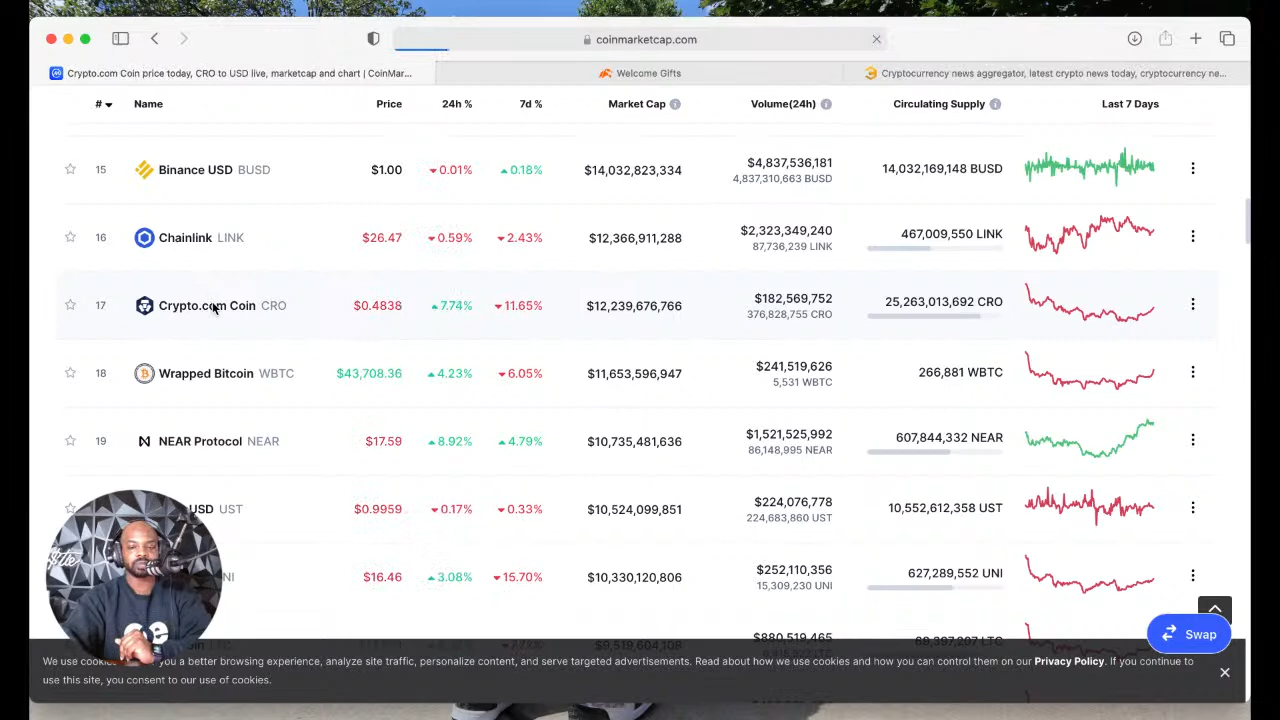 coinmarketcap.com
Crypto.com Coin price today, CRO to USD live, marketcap and chart | CoinMar...
Welcome Gifts
Cryptocurrency news aggregator, latest crypto news today, cryptocurrency ne...
# Name Price 24h % 7d % Market Cap Volume(24h) Circulating Supply Last 7 Days
15 Binance USD BUSD $1.00 0.01% 0.18% $14,032,823,334 $4,837,536,181 14,032,169,148 BUSD
4,837,310,663 BUSD
16 Chainlink LINK $26.47 0.59% 2.43% $12,366,911,288 $2,323,349,240 467,009,550 LINK
87,736,239 LINK
17 Crypto.com Coin CRO $0.4838 7.74% 11.65% $12,239,676,766 $182,569,752 25,263,013,692 CRO
376,828,755 CRO
18 Wrapped Bitcoin WBTC $43,708.36 4.23% 6.05% $11,653,596,947 $241,519,626 266,881 WBTC
5,531 WBTC
19 NEAR Protocol NEAR $17.59 8.92% 4.79% $10,735,481,636 $1,521,525,992 607,844,332 NEAR
86,148,995 NEAR
USD UST $0.9959 0.17% 0.33% $10,524,099,851 $224,076,778 10,552,612,358 UST
224,683,860 UST
NI $16.46 3.08% 15.70% $10,330,120,806 $252,110,356 627,289,552 UNI
15,309,230 UNI
$9,519,604,108 $880,519,465 69,397,297 LTC
Swap
We use cookies you a better browsing experience, analyze site traffic, personalize content, and serve targeted advertisements. Read about how we use cookies and how you can control them on our Privacy Policy. If you continue to
use this site, you consent to our use of cookies.